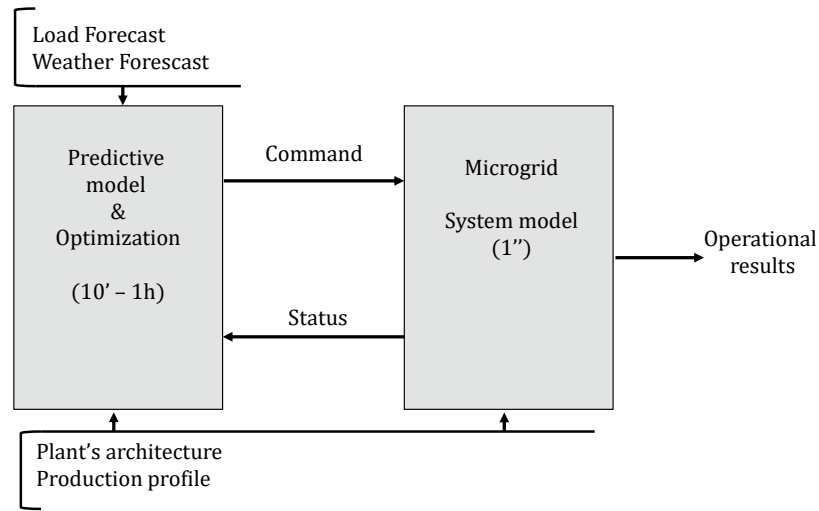 Load Forecast
Weather Forescast
Predictive
model
&
Optimization
(10’ – 1h)
Command
Status
Microgrid
System model
(1’’)
Operational
results
Plant’s architecture
Production profile